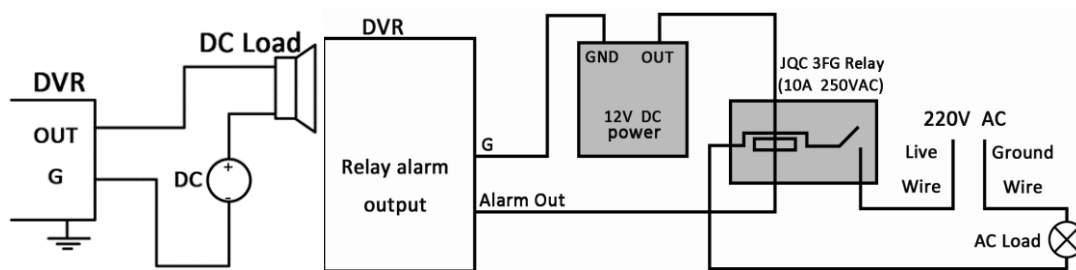 DC Load
DVR
OUT
G
DC
+
-
DVR
Relay alarm
output
G
Alarm Out
GND OUT
12V DC
power
JQC 3FG Relay
(10A 250VAC)
220V AC
Live
Wire
Ground
Wire
AC Load